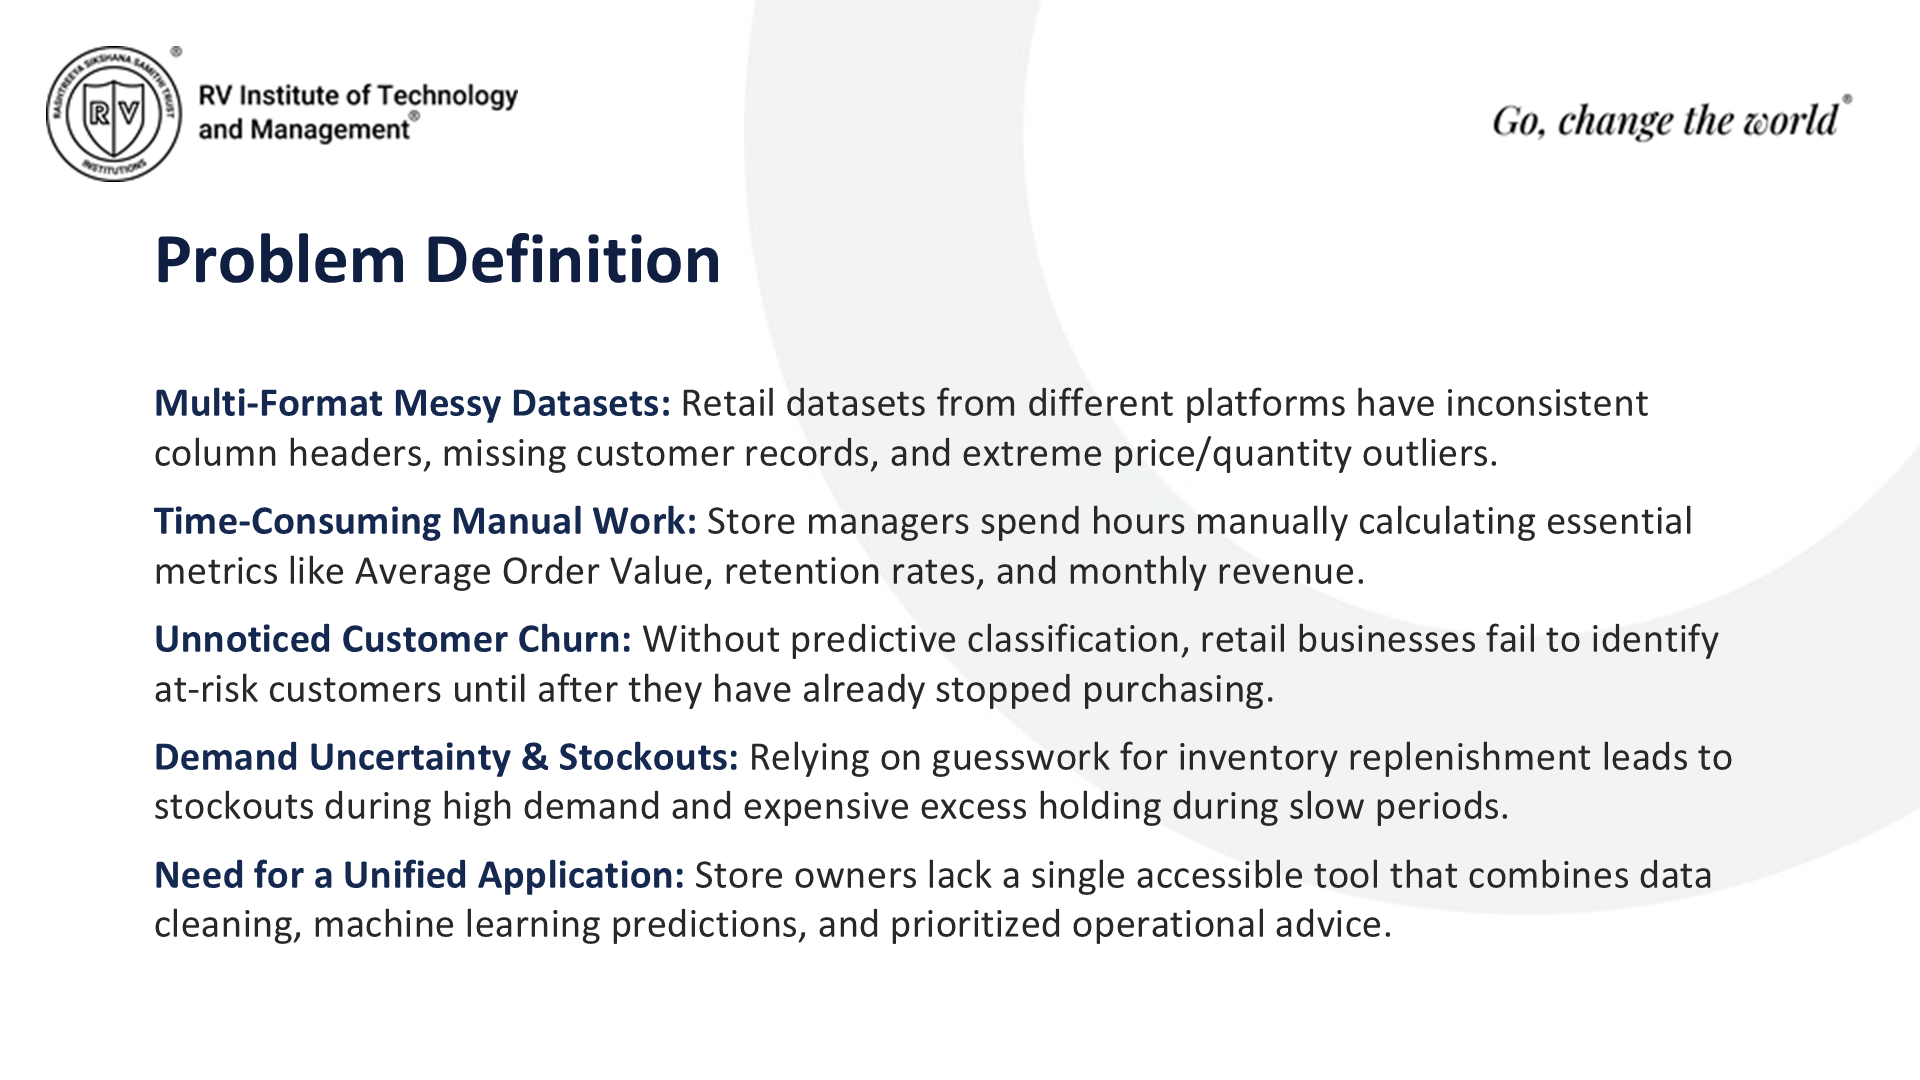 RASHTREEYA SIKSHANA SAMITHI TRUST
RV
INSTITUTIONS
®
RV Institute of Technology
and Management®
Go, change the world®
Problem Definition
Multi-Format Messy Datasets: Retail datasets from different platforms have inconsistent
column headers, missing customer records, and extreme price/quantity outliers.
Time-Consuming Manual Work: Store managers spend hours manually calculating essential
metrics like Average Order Value, retention rates, and monthly revenue.
Unnoticed Customer Churn: Without predictive classification, retail businesses fail to identify
at-risk customers until after they have already stopped purchasing.
Demand Uncertainty & Stockouts: Relying on guesswork for inventory replenishment leads to
stockouts during high demand and expensive excess holding during slow periods.
Need for a Unified Application: Store owners lack a single accessible tool that combines data
cleaning, machine learning predictions, and prioritized operational advice.